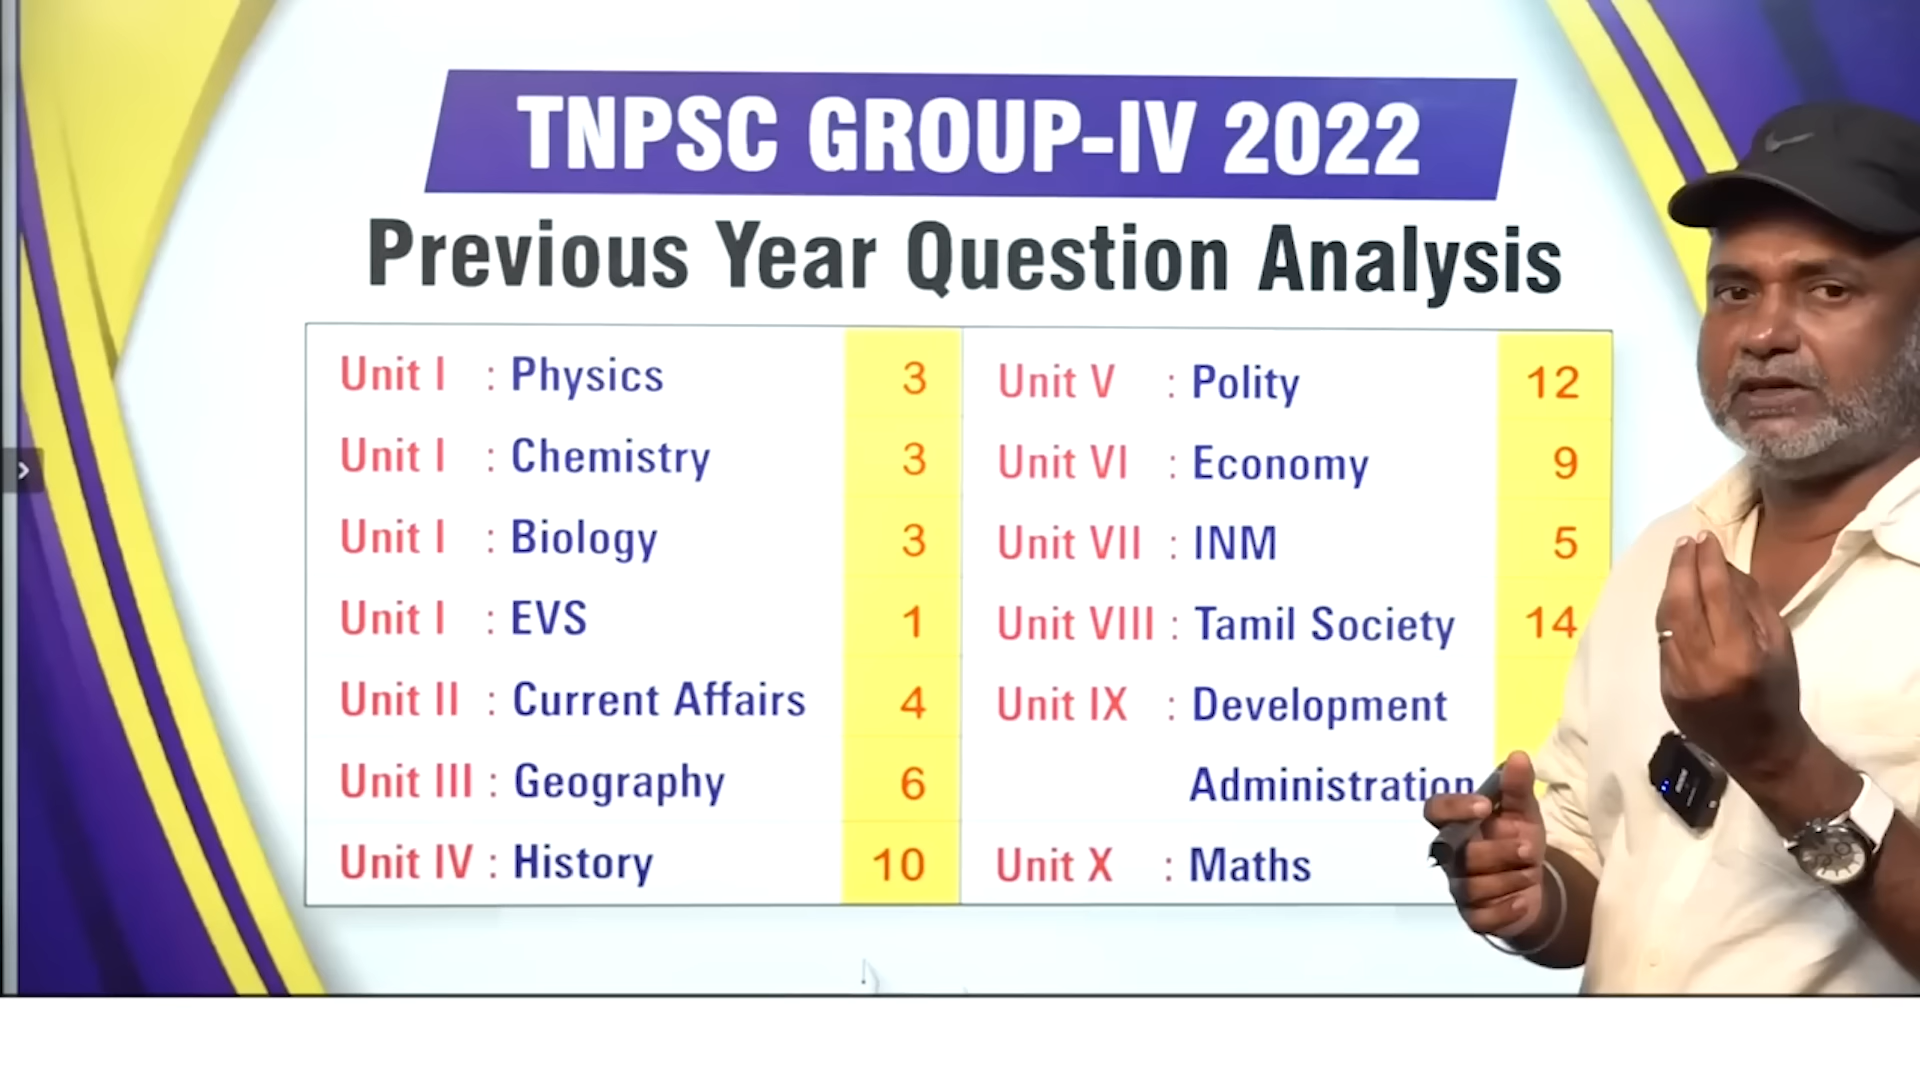 TNPSC GROUP-IV 2022
Previous Year Question Analysis
Unit I : Physics 3
Unit I : Chemistry 3
Unit I : Biology 3
Unit I : EVS 1
Unit II : Current Affairs 4
Unit III : Geography 6
Unit IV : History 10
Unit V : Polity 12
Unit VI : Economy 9
Unit VII : INM 5
Unit VIII : Tamil Society 14
Unit IX : Development
Administration
Unit X : Maths